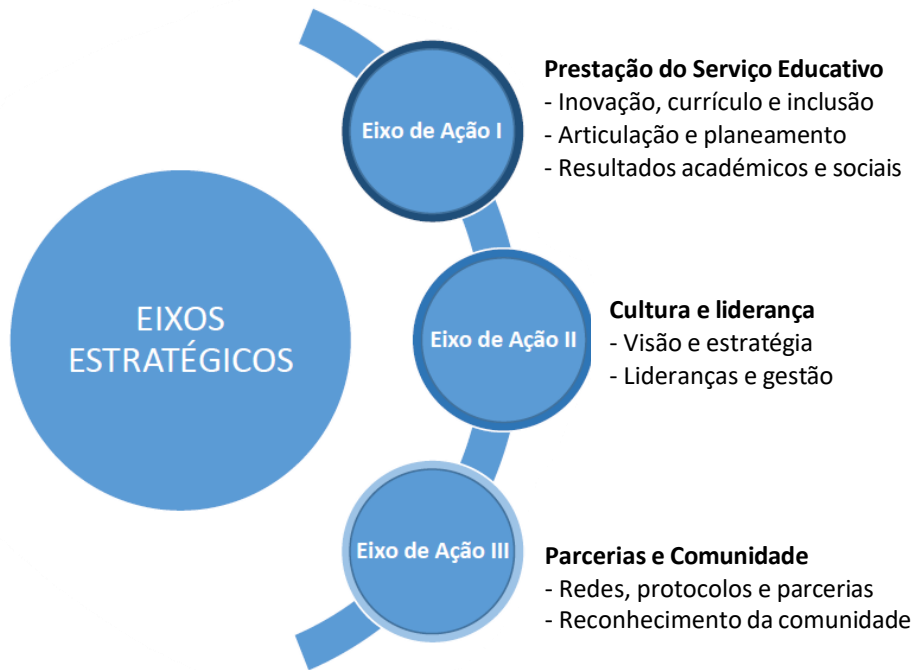 EIXOS
ESTRATÉGICOS
Eixo de Ação I
Prestação do Serviço Educativo
- Inovação, currículo e inclusão
- Articulação e planeamento
- Resultados académicos e sociais
Eixo de Ação II
Cultura e liderança
- Visão e estratégia
- Lideranças e gestão
Eixo de Ação III
Parcerias e Comunidade
- Redes, protocolos e parcerias
- Reconhecimento da comunidade